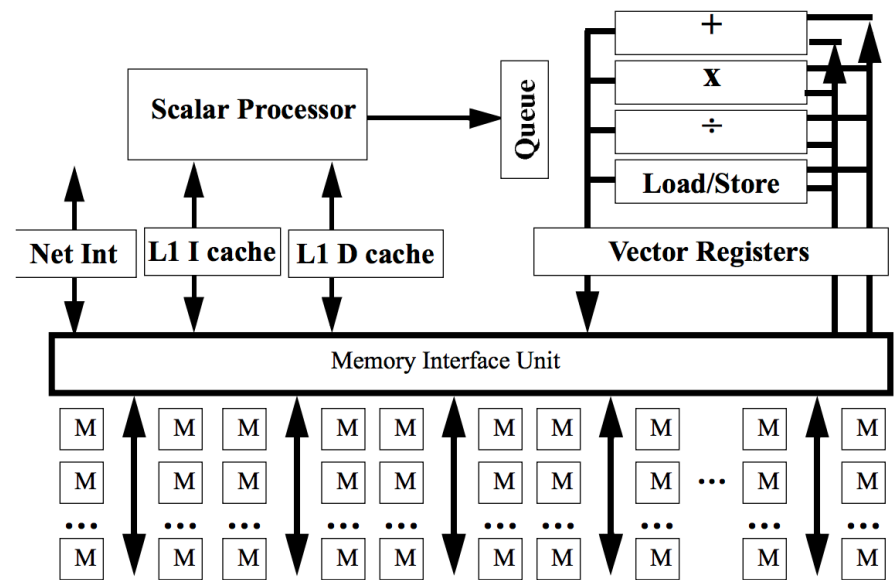 +
Scalar Processor
Queue
x
÷
Load/Store
Net Int
L1 I cache
L1 D cache
Vector Registers
Memory Interface Unit
M M M M M M M M M M
M M M M M M M M ... M M
... ... ... ... ... ... ... ... ... ...
M M M M M M M M M M